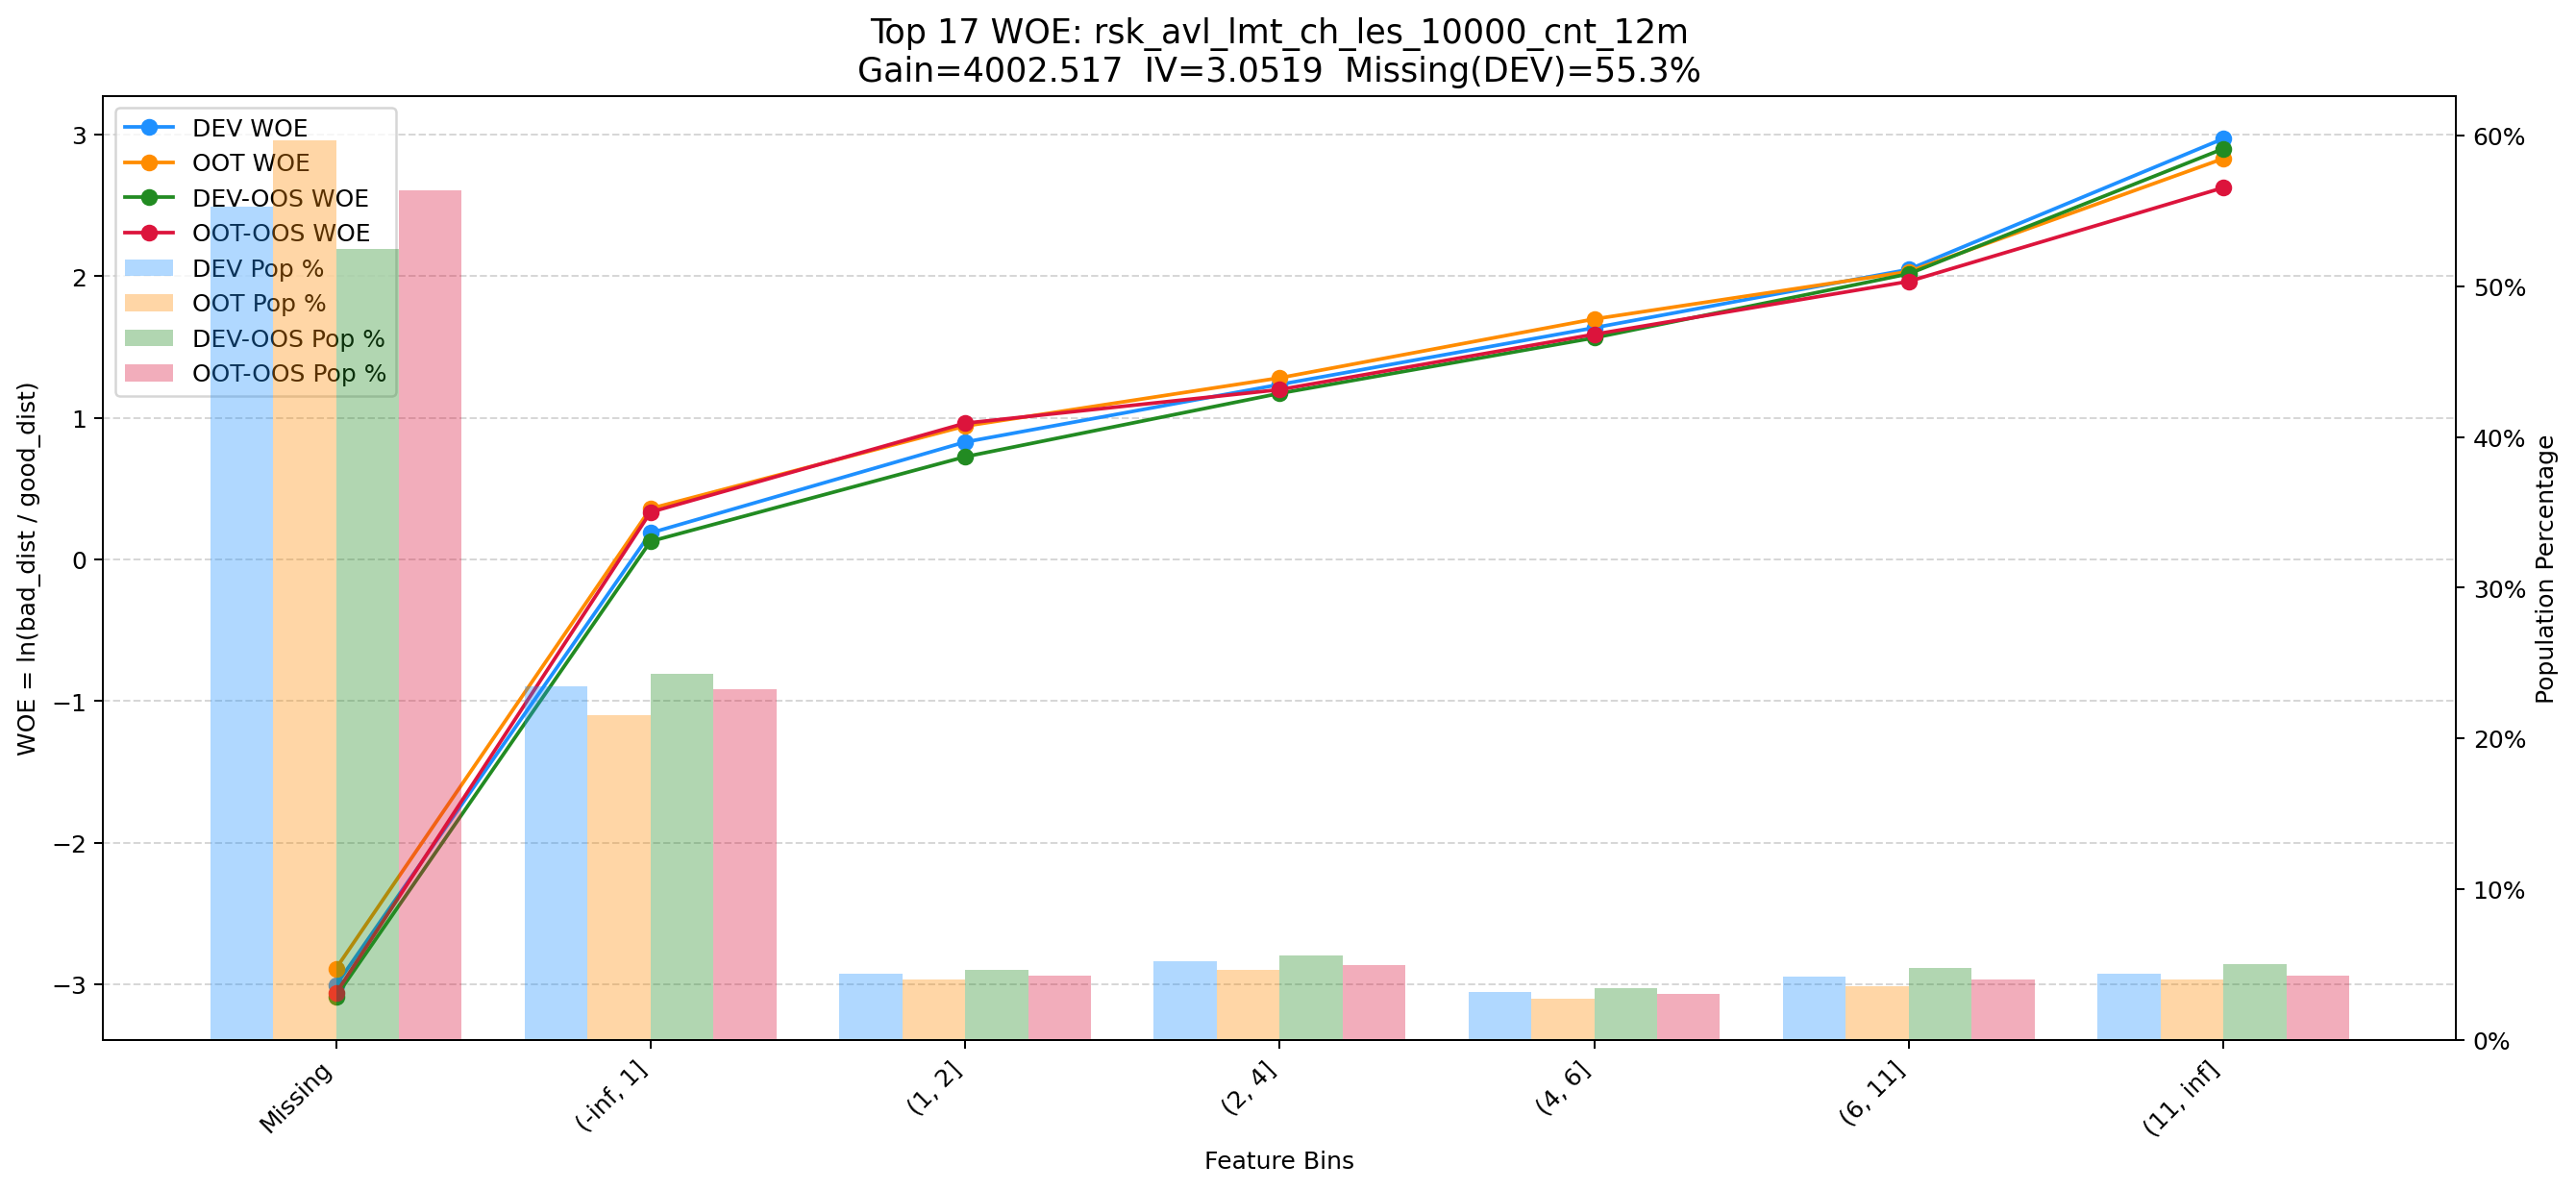 Top 17 WOE: rsk_avl_lmt_ch_les_10000_cnt_12m
Gain=4002.517  IV=3.0519  Missing(DEV)=55.3%
DEV WOE
OOT WOE
DEV-OOS WOE
OOT-OOS WOE
DEV Pop %
OOT Pop %
DEV-OOS Pop %
OOT-OOS Pop %
WOE = ln(bad_dist / good_dist)
3
2
1
0
−1
−2
−3
60%
50%
40%
30%
20%
10%
0%
Population Percentage
Missing
(-inf, 1]
(1, 2]
(2, 4]
(4, 6]
(6, 11]
(11, inf]
Feature Bins